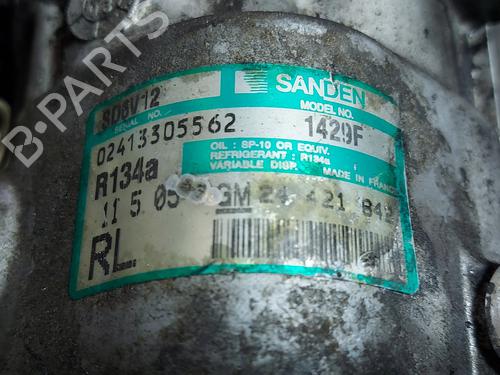 SD6V12
SANDEN
SERIAL NO.
MODEL NO.
02413305562
1429F
R134a
OIL : SP-10 OR EQUIV.
REFRIGERANT : R134a
VARIABLE DISP.
MADE IN FRANCE
11 5 05
GM 24 421 642
RL
B-PARTS